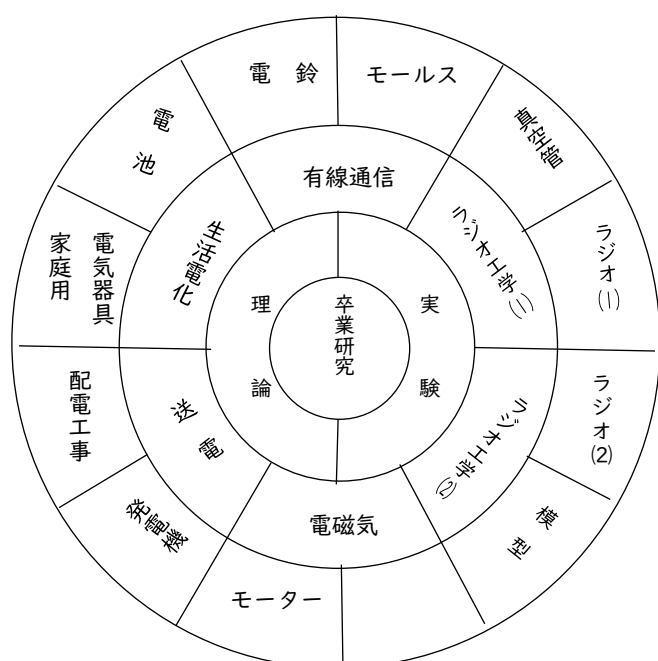 電　鈴
モールス
真空管
ラジオ(1)
ラジオ(2)
模型
モーター
発電機
配電工事
家庭用
電気器具
電池
有線通信
ラジオ工学(1)
ラジオ工学(2)
電磁気
送電
生活電化
理論
実験
卒業研究